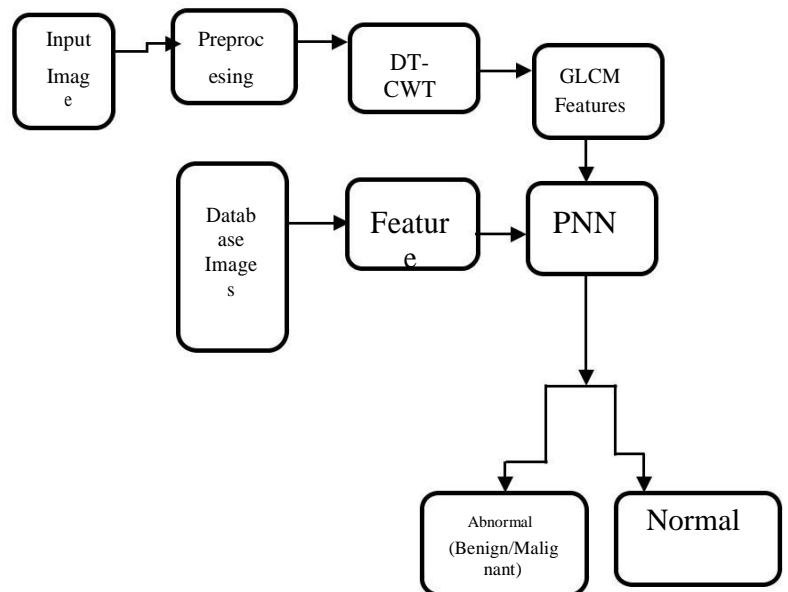 Input
Imag
e
Preproc
esing
DT-
CWT
GLCM
Features
Datab
ase
Image
s
Featur
e
PNN
Abnormal
(Benign/Malig
nant)
Normal